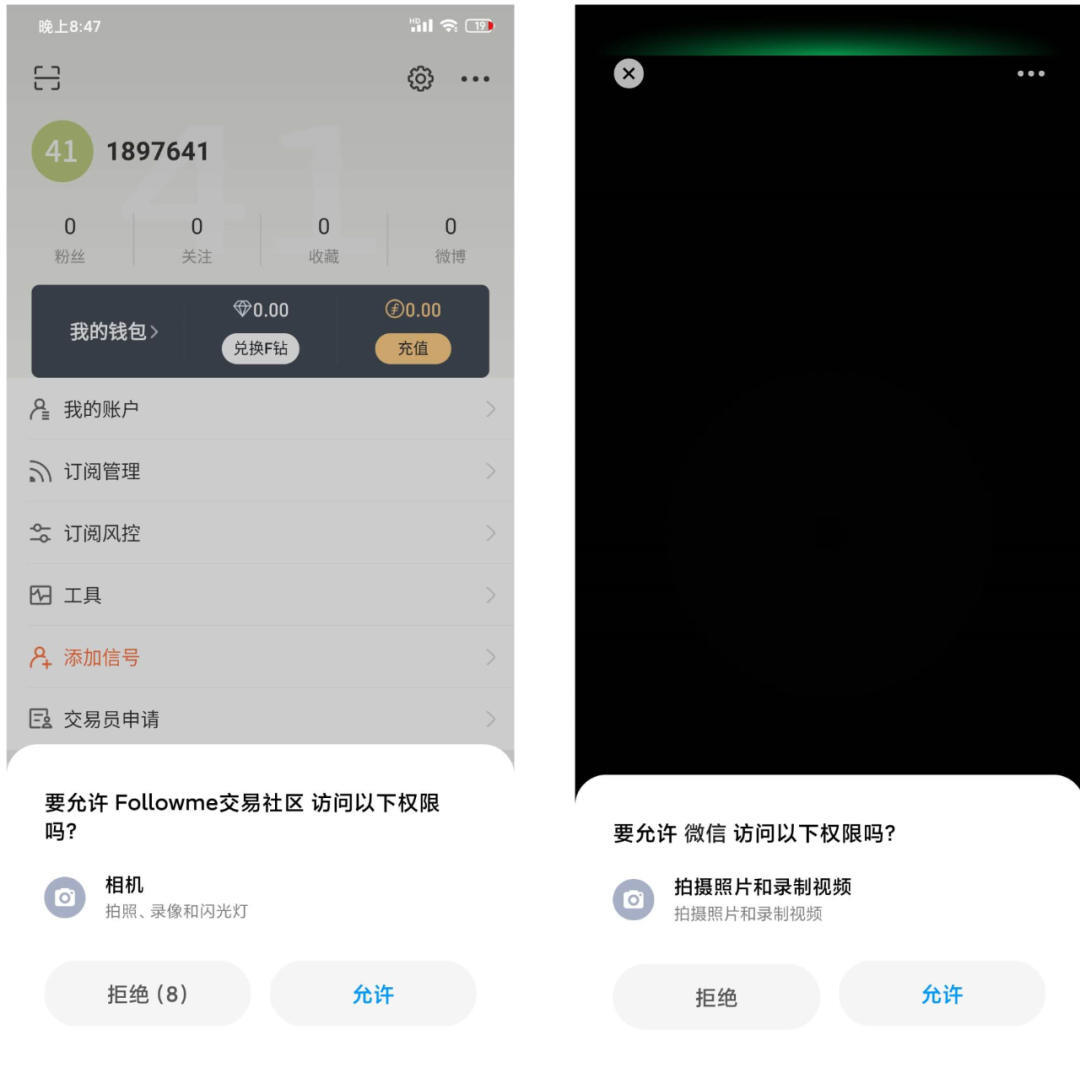 晚上8:47
HD
19
41
1897641
41
0
0
0
0
粉丝
关注
收藏
微博
我的钱包
0.00
0.00
兑换F钻
充值
我的账户
订阅管理
订阅风控
工具
添加信号
交易员申请
要允许 Followme交易社区 访问以下权限
吗?
相机
拍照、录像和闪光灯
拒绝 (8)
允许
要允许 微信 访问以下权限吗?
拍摄照片和录制视频
拍摄照片和录制视频
拒绝
允许